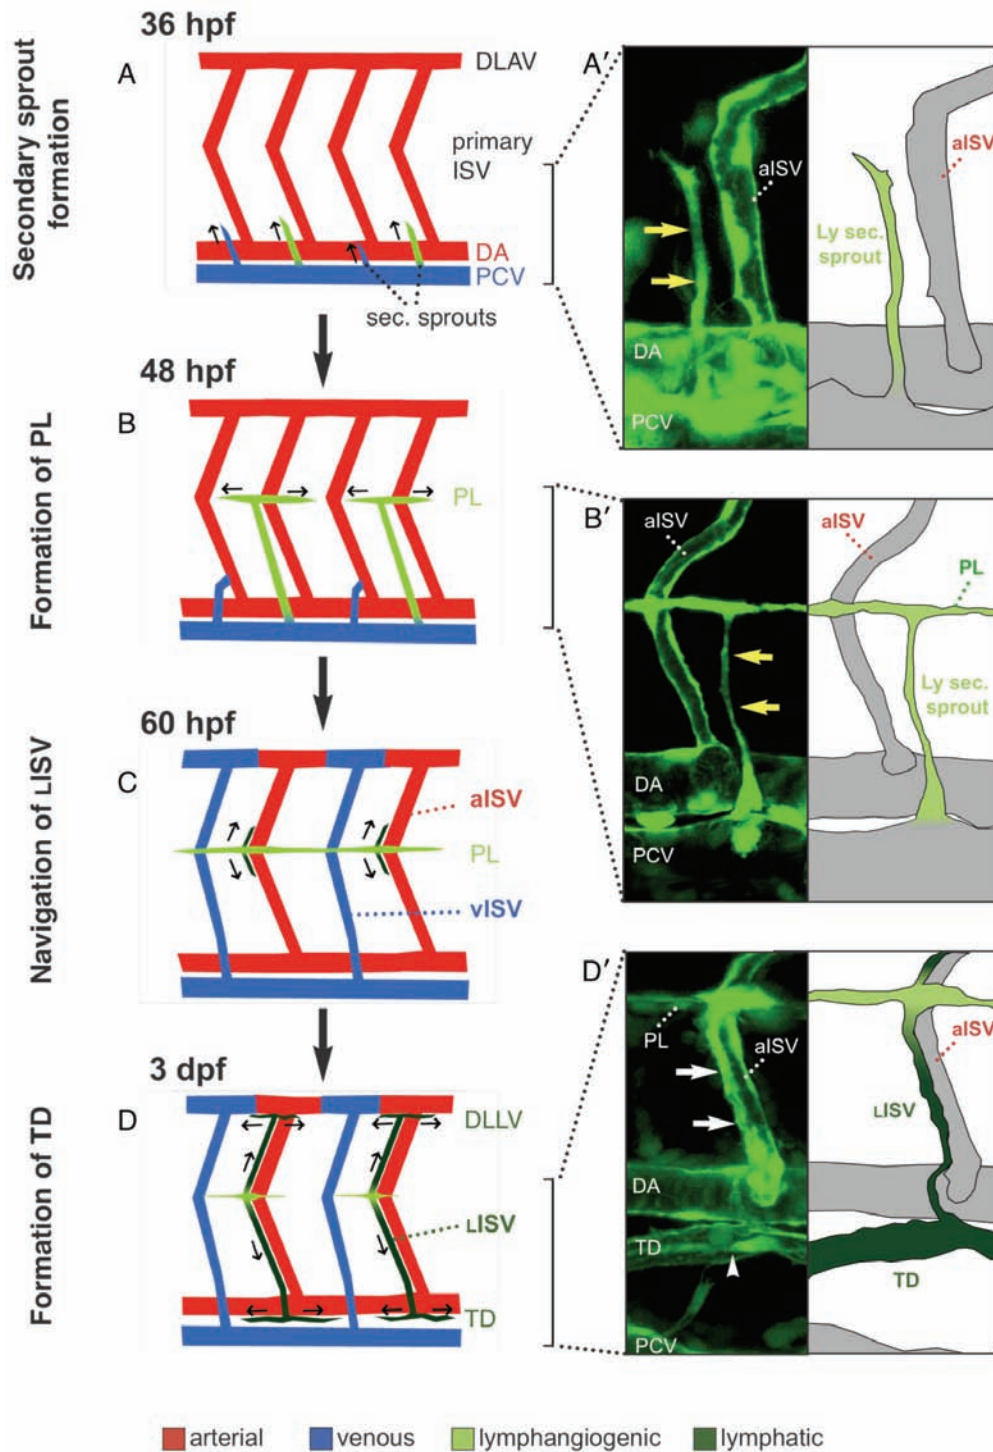 36 hpf
A
DLAV
primary
ISV
DA
PCV
sec. sprouts
Secondary sprout
formation
A′
aISV
DA
PCV
aISV
Ly sec.
sprout
48 hpf
B
PL
Formation of PL
B′
aISV
DA
PCV
aISV
PL
Ly sec.
sprout
60 hpf
C
aISV
PL
vISV
Navigation of LISV
3 dpf
D
DLLV
LISV
TD
Formation of TD
D′
PL
aISV
DA
TD
PCV
aISV
LISV
TD
arterial venous lymphangiogenic lymphatic